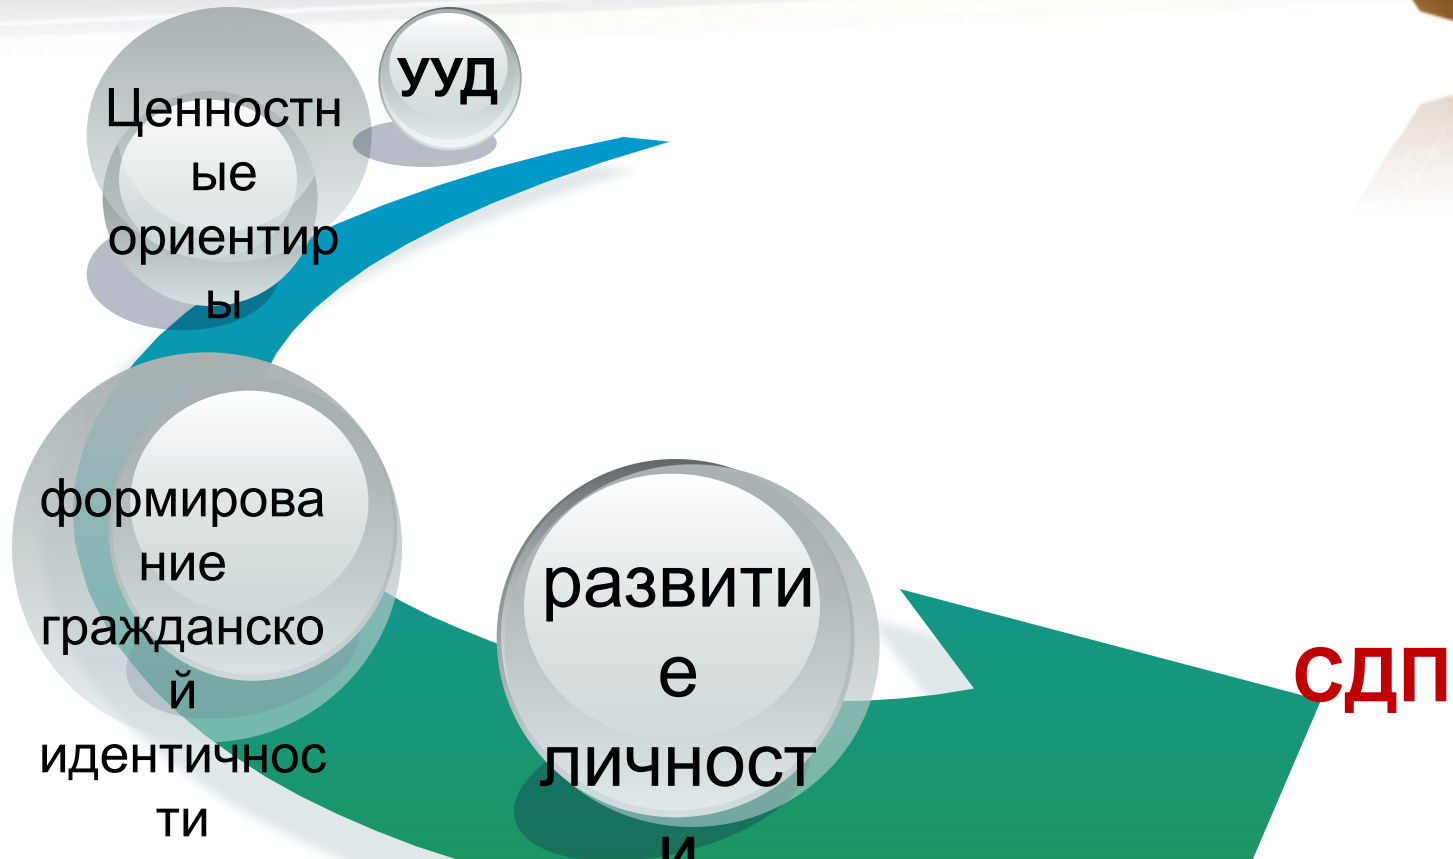 УУД
Ценностн
ые
ориентир
ы
формирова
ние
гражданско
й
идентичнос
ти
развити
е
личност
и
СДП